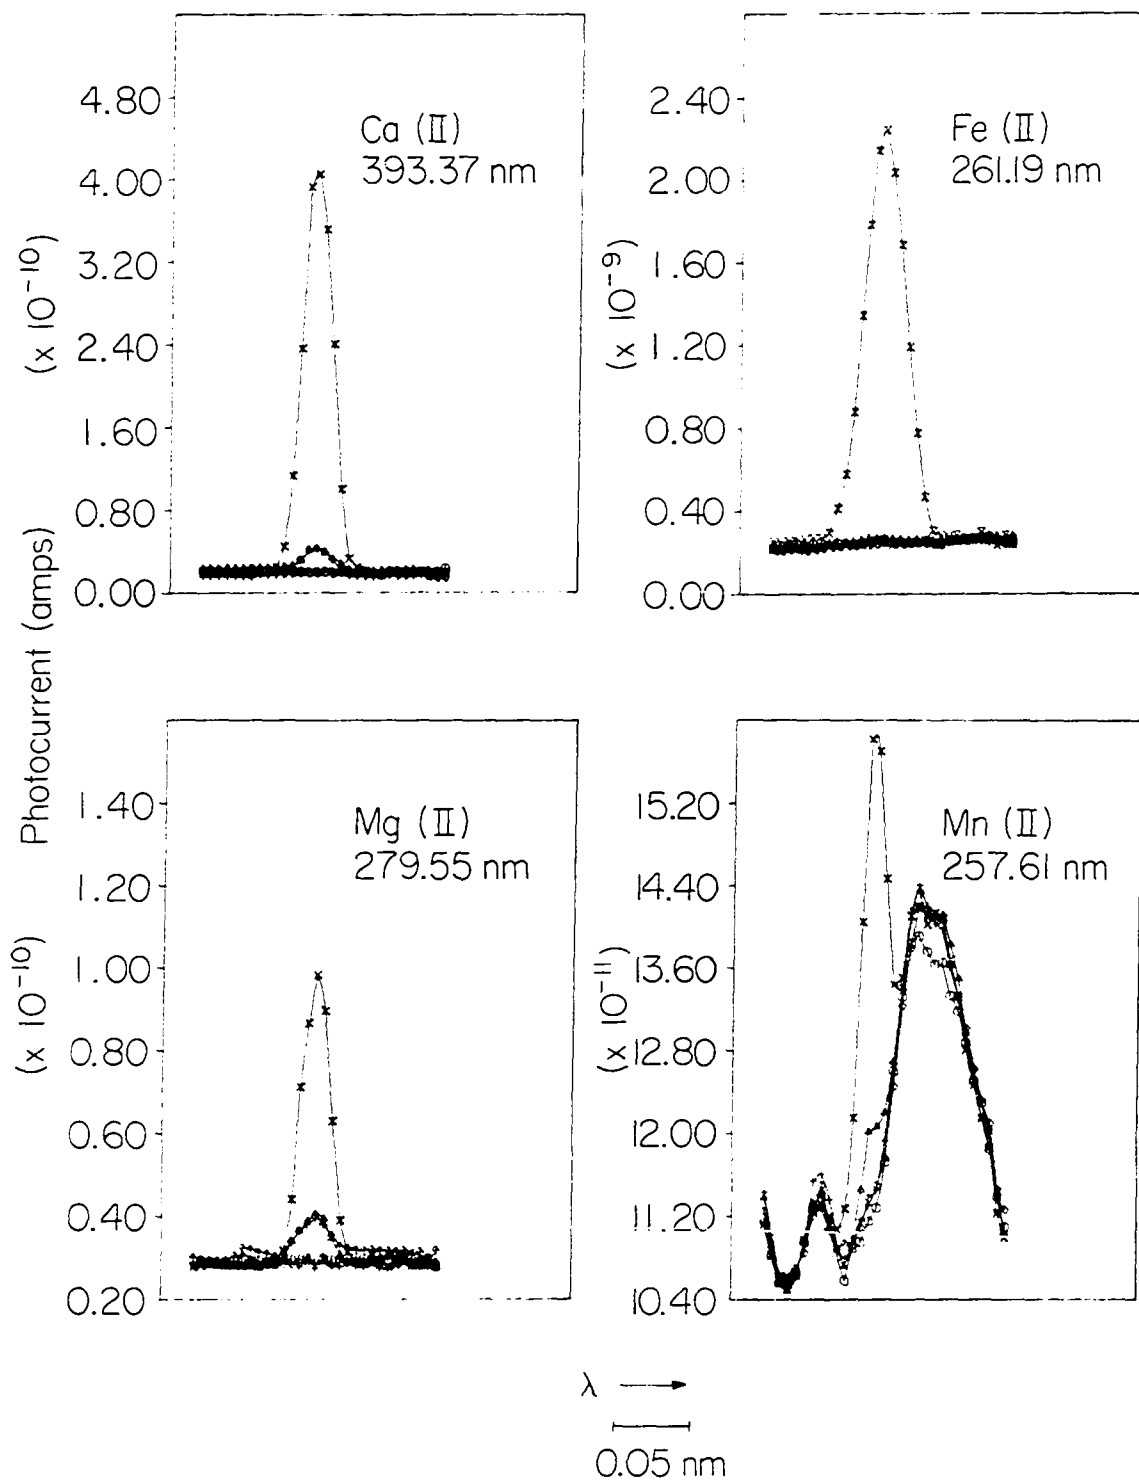 Photocurrent (amps)
(x 10⁻¹⁰)
4.80
4.00
3.20
2.40
1.60
0.80
0.00
Ca (II)
393.37 nm
(x 10⁻⁹)
2.40
2.00
1.60
1.20
0.80
0.40
0.00
Fe (II)
261.19 nm
(x 10⁻¹⁰)
1.40
1.20
1.00
0.80
0.60
0.40
0.20
Mg (II)
279.55 nm
(x 10⁻¹¹)
15.20
14.40
13.60
12.80
12.00
11.20
10.40
Mn (II)
257.61 nm
λ →
0.05 nm